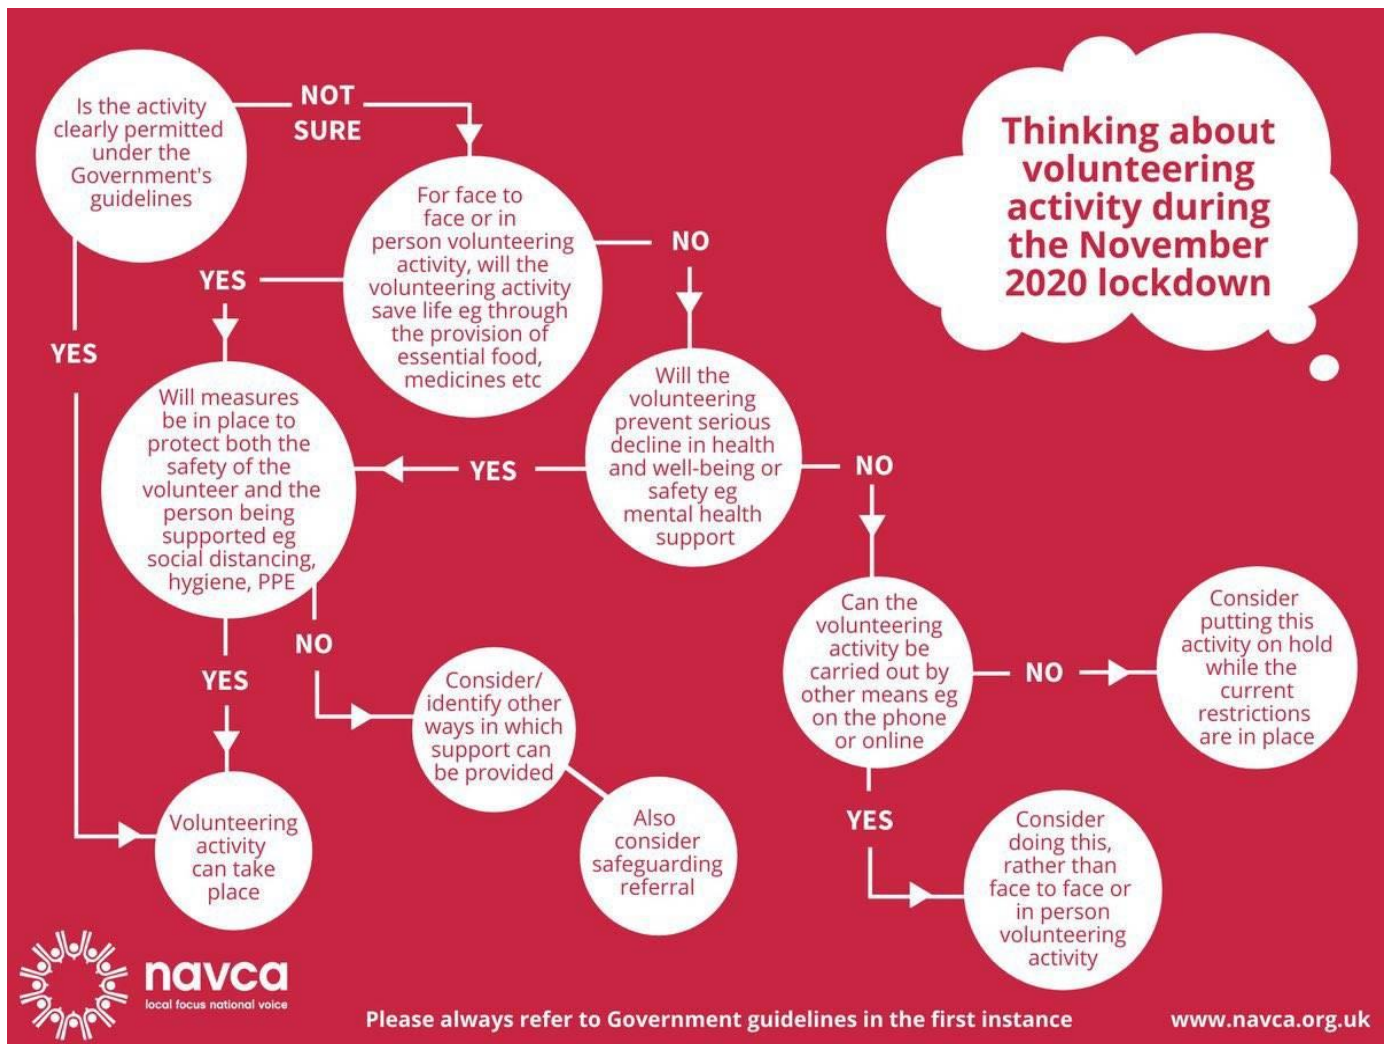 Thinking about
volunteering
activity during
the November
2020 lockdown
Is the activity
clearly permitted
under the
Government's
guidelines
NOT
SURE
YES
For face to
face or in
person volunteering
activity, will the
volunteering activity
save life eg through
the provision of
essential food,
medicines etc
YES
NO
Will measures
be in place to
protect both the
safety of the
volunteer and the
person being
supported eg
social distancing,
hygiene, PPE
Will the
volunteering
prevent serious
decline in health
and well-being or
safety eg
mental health
support
YES
NO
YES
NO
Volunteering
activity
can take
place
Consider/
identify other
ways in which
support can
be provided
Also
consider
safeguarding
referral
Can the
volunteering
activity be
carried out by
other means eg
on the phone
or online
NO
Consider
putting this
activity on hold
while the
current
restrictions
are in place
YES
Consider
doing this,
rather than
face to face or
in person
volunteering
activity
navca
local focus national voice
Please always refer to Government guidelines in the first instance
www.navca.org.uk